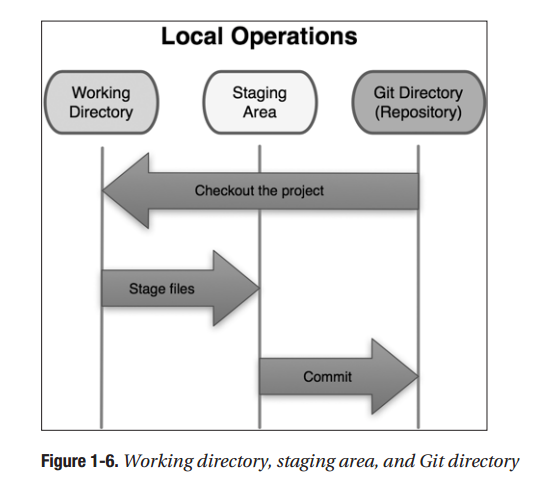 Local Operations
Working
Directory
Staging
Area
Git Directory
(Repository)
Checkout the project
Stage files
Commit
Figure 1-6. Working directory, staging area, and Git directory